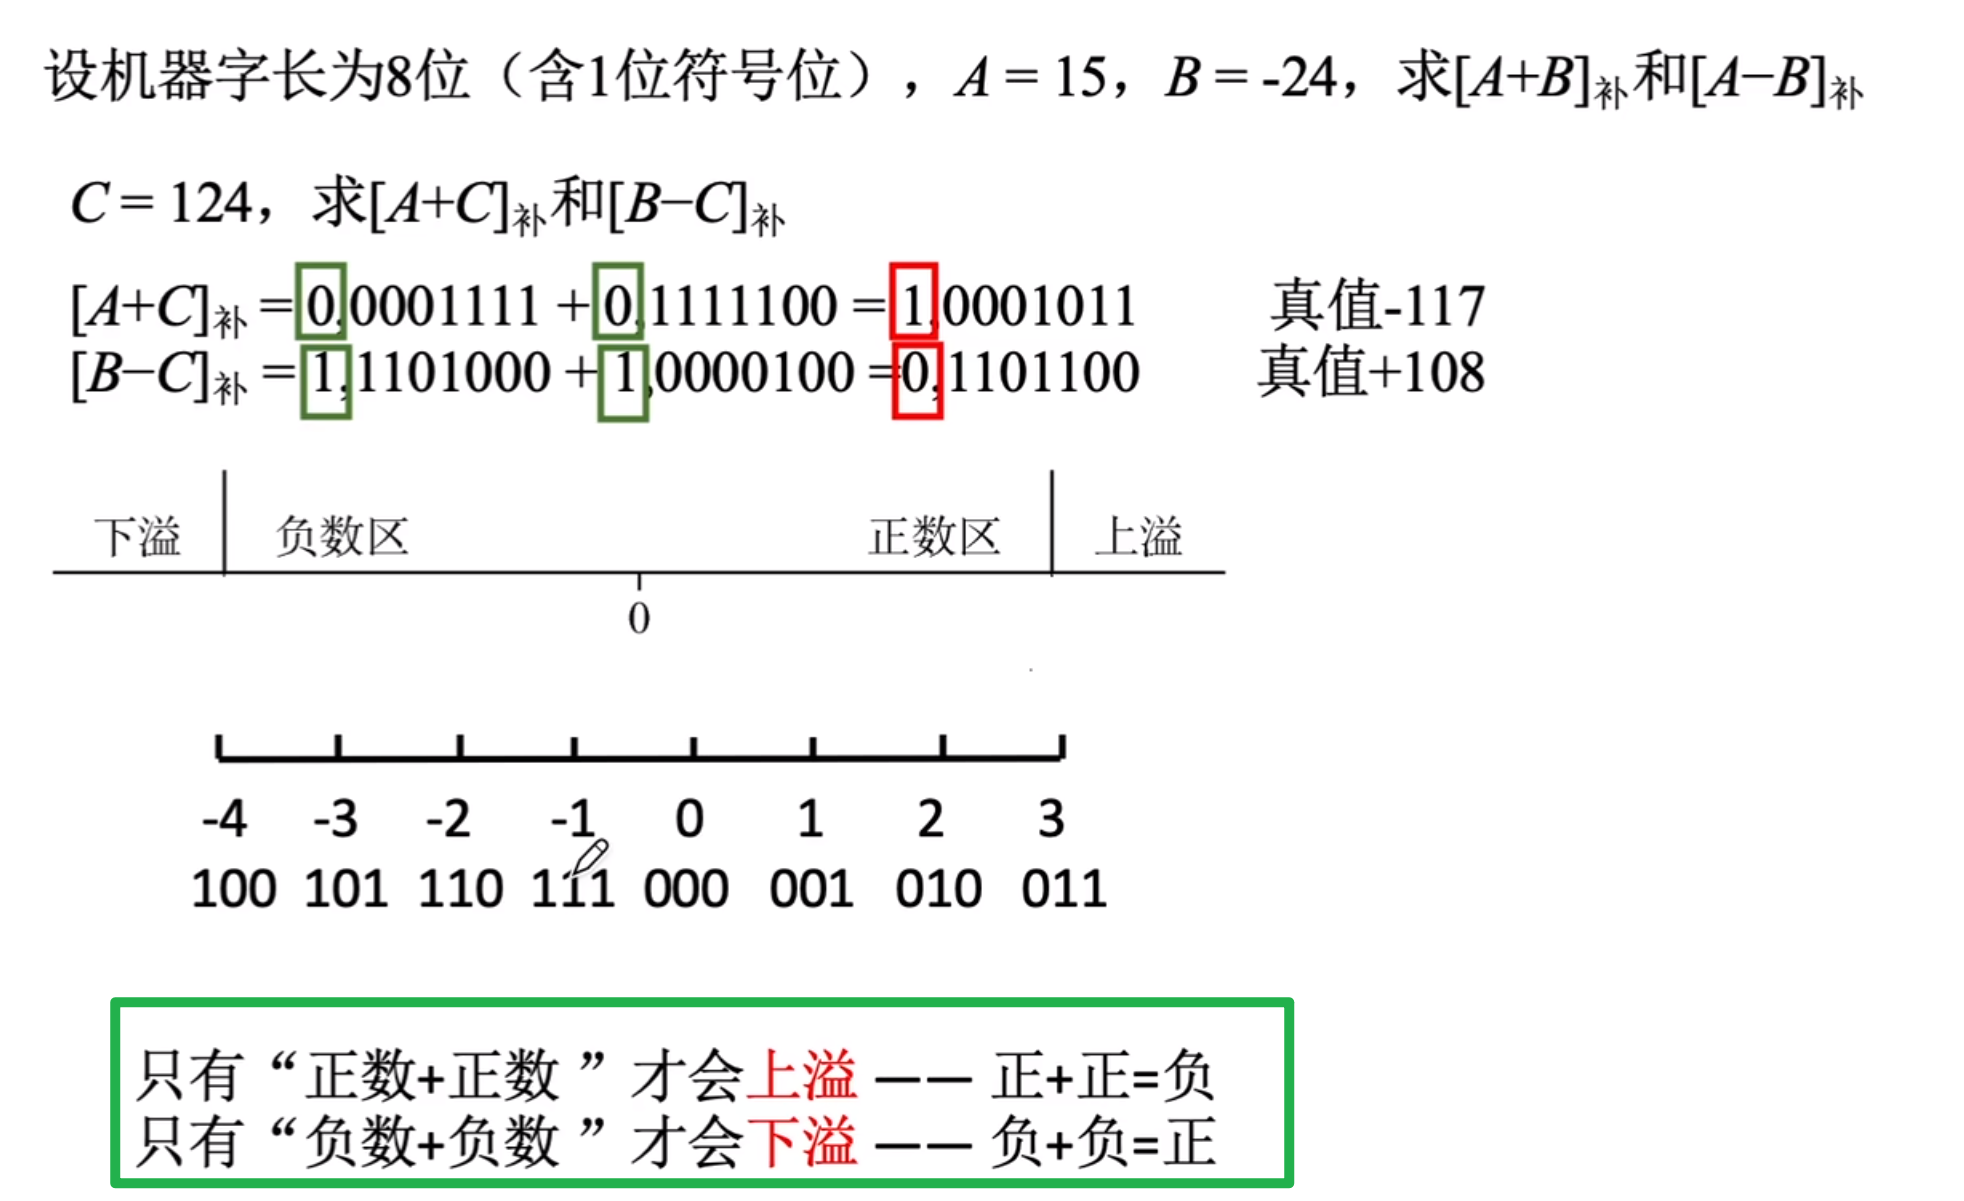 设机器字长为8位（含1位符号位），A = 15，B = -24，求[A+B]补和[A−B]补
C = 124，求[A+C]补和[B−C]补
[A+C]补 = 0,0001111 + 0,1111100 = 1,0001011 真值-117
[B−C]补 = 1,1101000 + 1,0000100 =0,1101100 真值+108
下溢 负数区 正数区 上溢
0
-4 -3 -2 -1 0 1 2 3
100 101 110 111 000 001 010 011
只有“正数+正数 ”才会上溢 —— 正+正=负
只有“负数+负数 ”才会下溢 —— 负+负=正